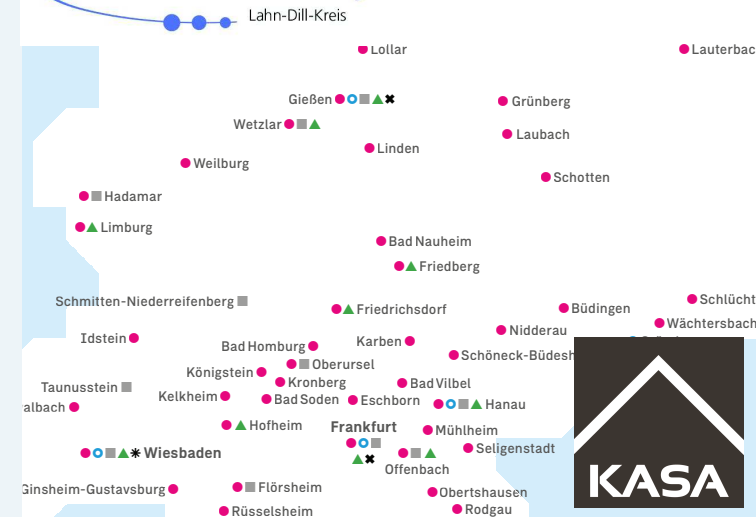 Lahn-Dill-Kreis
Lollar
Lauterbac
Gießen
Grünberg
Wetzlar
Laubach
Linden
Weilburg
Schotten
Hadamar
Limburg
Bad Nauheim
Friedberg
Schmitten-Niederreifenberg
Schlücht
Friedrichsdorf
Büdingen
Wächtersbach
Nidderau
Idstein
Karben
Bad Homburg
Schöneck-Büdesh
Oberursel
Königstein
Kronberg
Bad Vilbel
Taunusstein
Kelkheim
Bad Soden
Eschborn
Hanau
albach
Hofheim
Frankfurt
Mühlheim
Seligenstadt
Wiesbaden
Offenbach
Ginsheim-Gustavsburg
Flörsheim
Obertshausen
Rodgau
Rüsselsheim
KASA